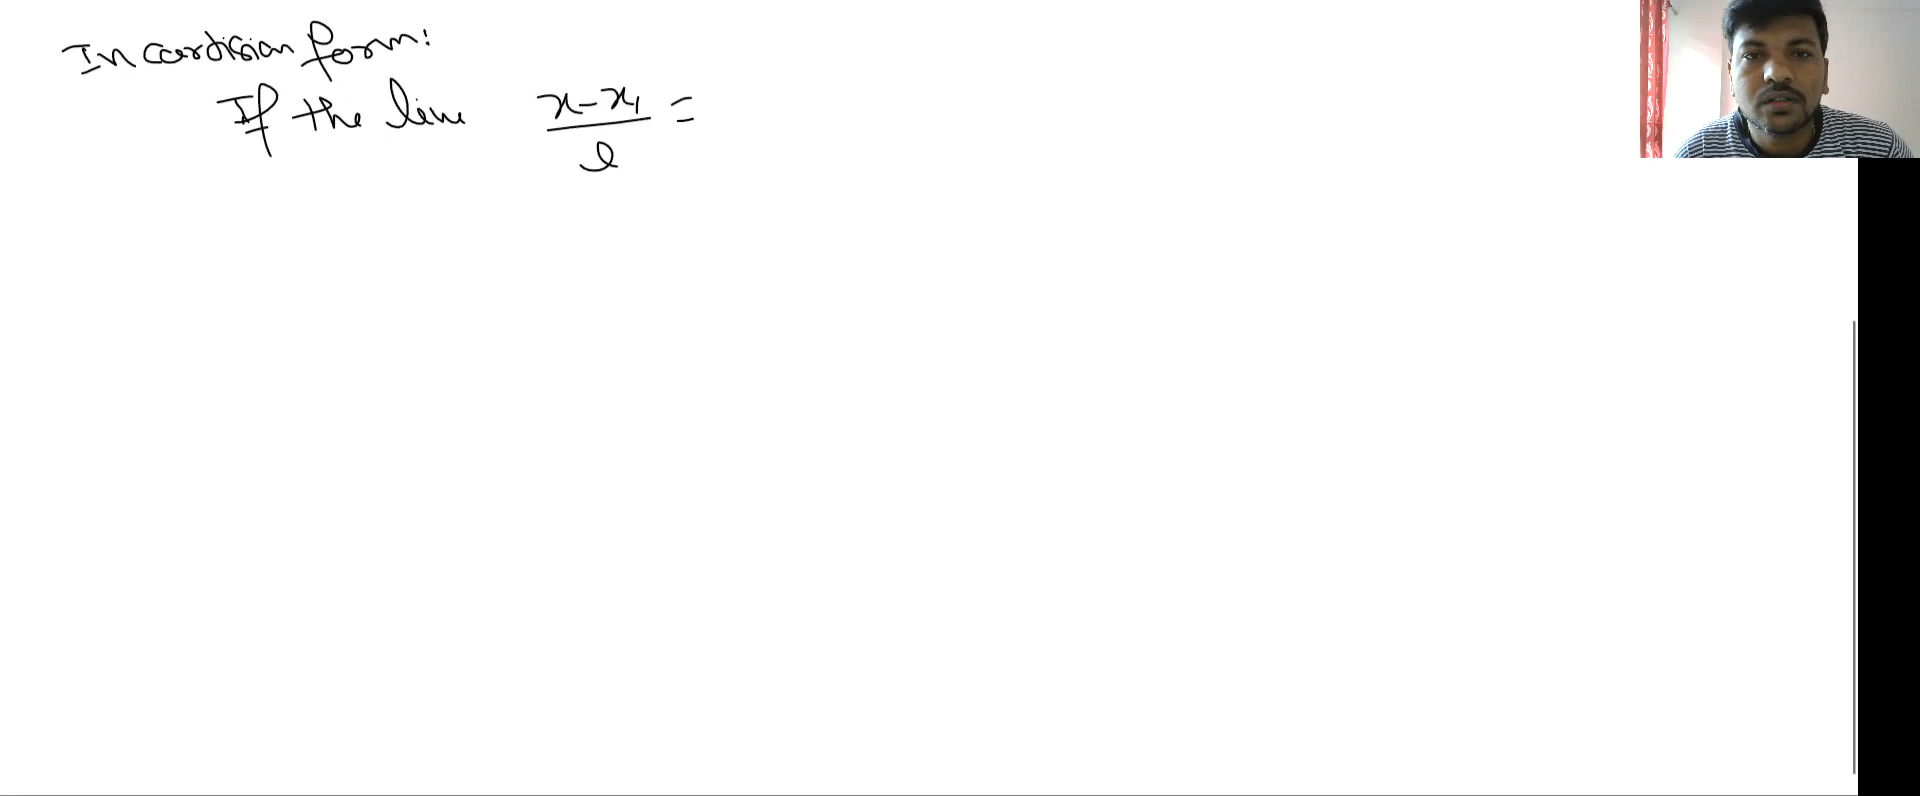 In cardisian form:
If the line x-x₁/l =